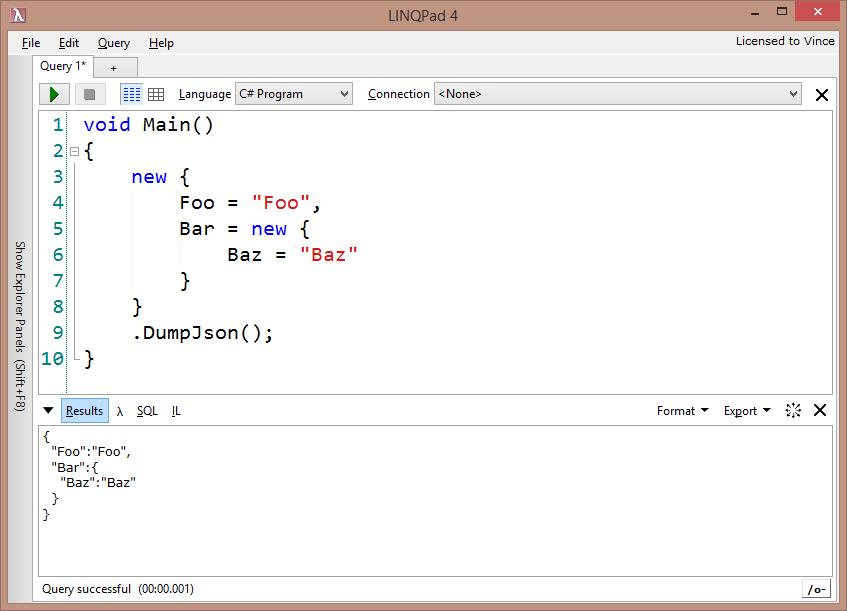 LINQPad 4
File Edit Query Help
Licensed to Vince
Query 1* +
Language C# Program Connection <None>
1 void Main()
2 {
3 new {
4 Foo = "Foo",
5 Bar = new {
6 Baz = "Baz"
7 }
8 }
9 .DumpJson();
10 }
Show Explorer Panels (Shift+F8)
Results λ SQL IL Format Export
{
"Foo":"Foo",
"Bar":{
"Baz":"Baz"
}
}
Query successful (00:00.001)
/o-